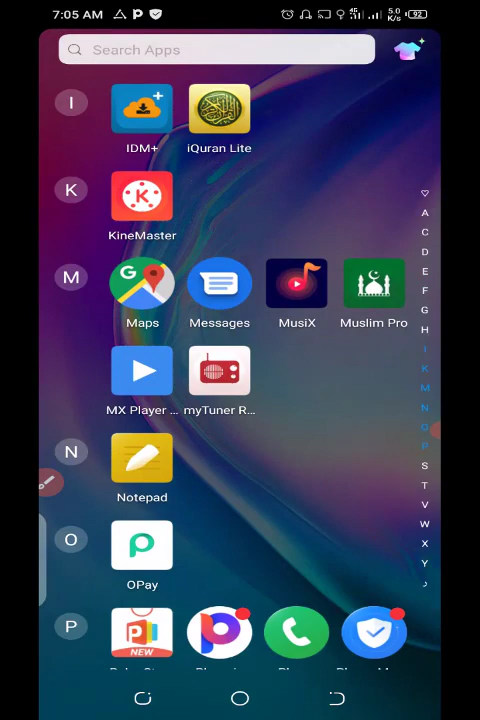 7:05 AM 4G 5.0 K/s 92
Search Apps
I
IDM+ iQuran Lite
A
C
D
E
F
G
H
I
K
M
N
O
P
S
T
V
W
X
Y
K
KineMaster
M
Maps Messages MusiX Muslim Pro
MX Player ... myTuner R...
N
Notepad
O
OPay
P
NEW